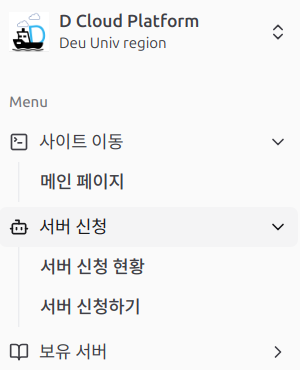 D Cloud Platform
Deu Univ region
Menu
사이트 이동
메인 페이지
서버 신청
서버 신청 현황
서버 신청하기
보유 서버